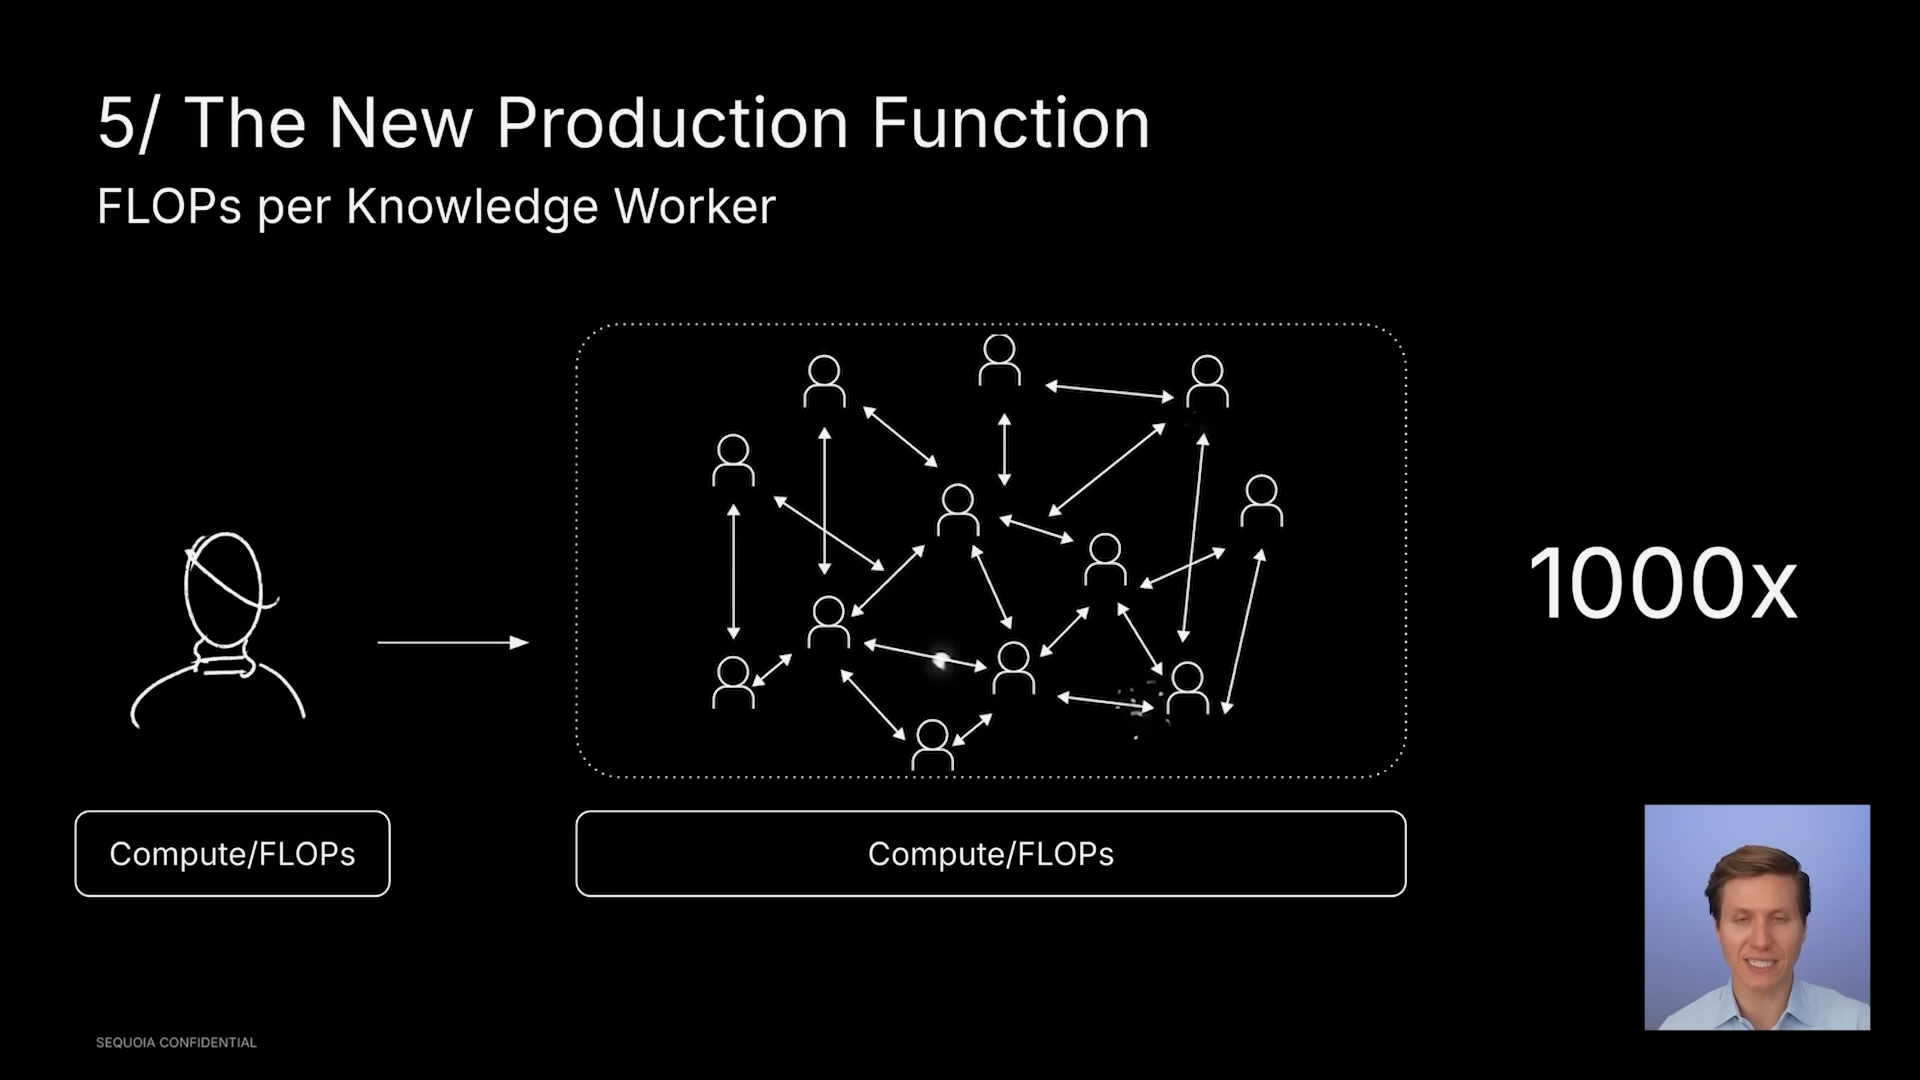 5/ The New Production Function
FLOPs per Knowledge Worker
1000x
Compute/FLOPs
Compute/FLOPs
SEQUOIA CONFIDENTIAL